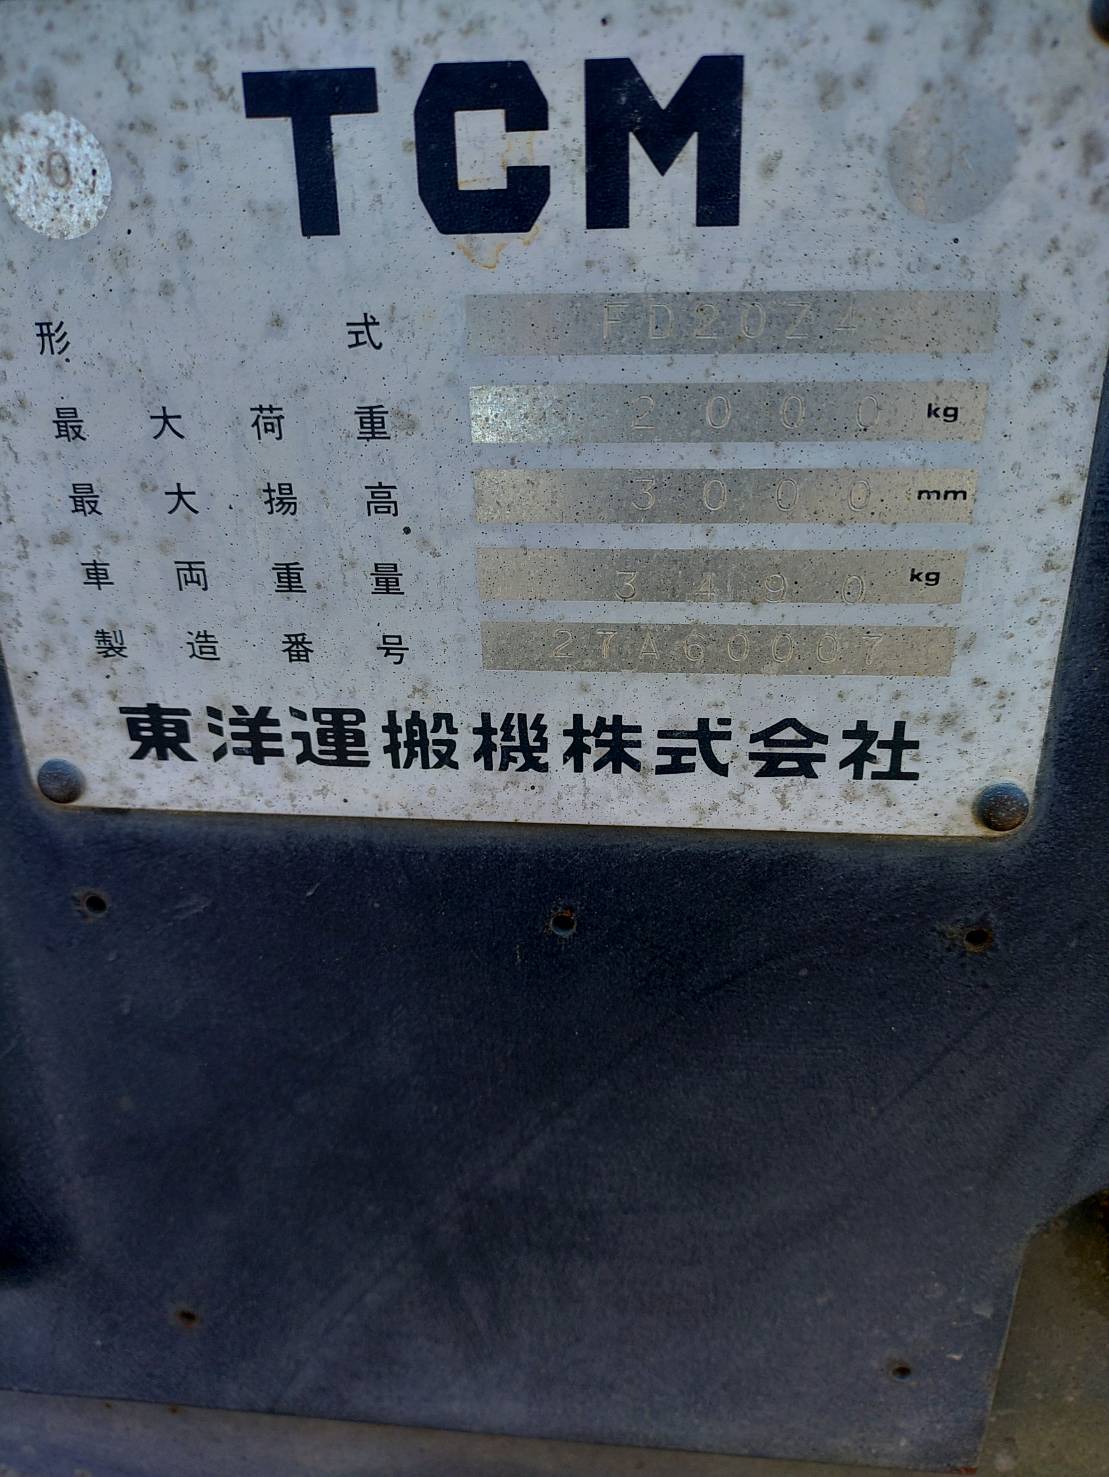 TCM
形式 FD20Z4
最大荷重 2000 kg
最大揚高 3000 mm
車両重量 3490 kg
製造番号 27A60007
東洋運搬機株式会社